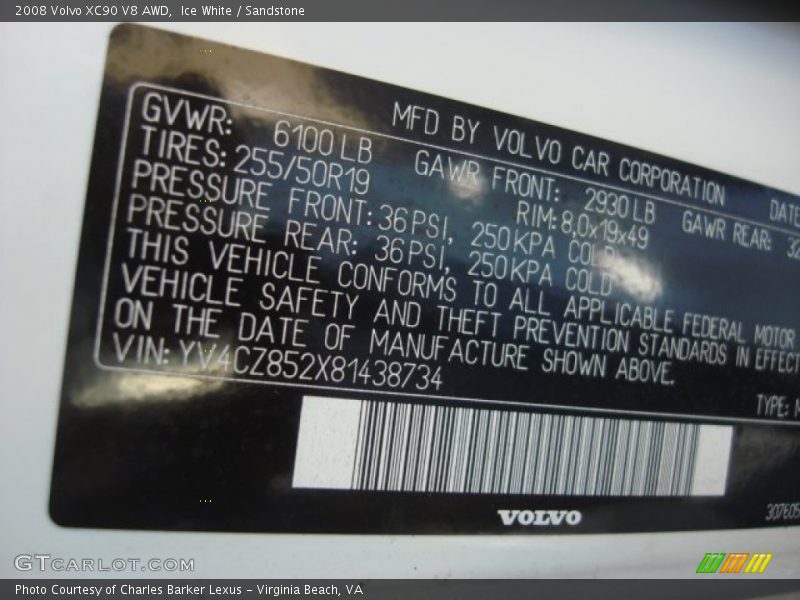 2008 Volvo XC90 V8 AWD, Ice White / Sandstone
MFD BY VOLVO CAR CORPORATION DATE
GVWR: 6100 LB GAWR FRONT: 2930 LB GAWR REAR: 32
TIRES: 255/50R19 RIM: 8,0x19x49
PRESSURE FRONT: 36 PSI, 250 KPA COLD
PRESSURE REAR: 36 PSI, 250 KPA COLD
THIS VEHICLE CONFORMS TO ALL APPLICABLE FEDERAL MOTOR
VEHICLE SAFETY AND THEFT PREVENTION STANDARDS IN EFFECT
ON THE DATE OF MANUFACTURE SHOWN ABOVE.
VIN: YV4CZ852X81438734
TYPE: M
VOLVO
307605
GTCARLOT.COM
Photo Courtesy of Charles Barker Lexus - Virginia Beach, VA